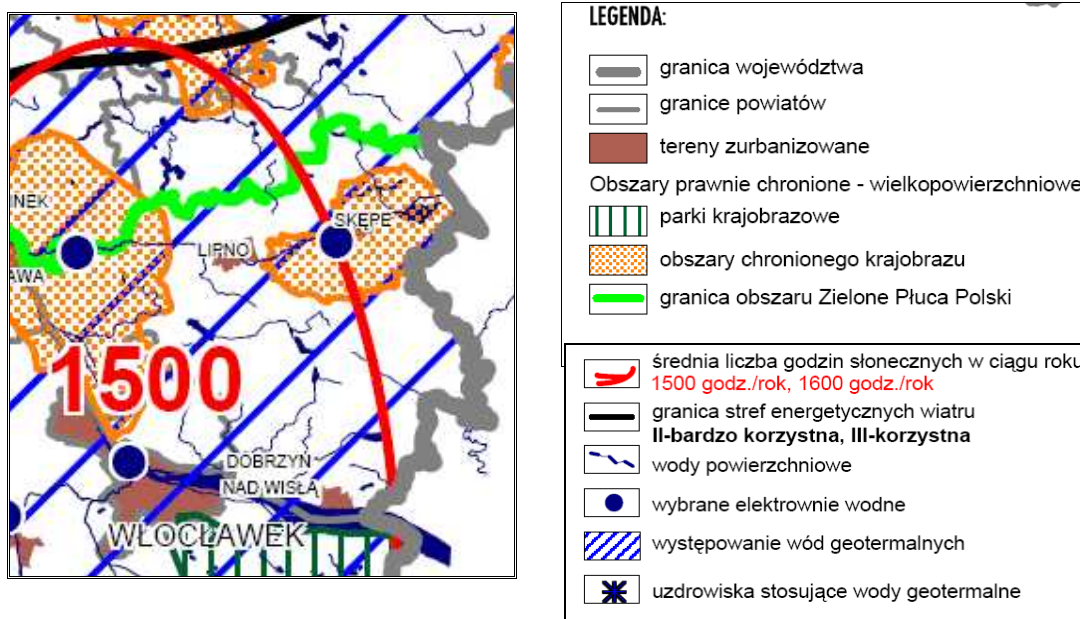 INEK
SKĘPE
LIPNO
AWA
1500
DOBRZYŃ
NAD WISŁĄ
WŁOCŁAWEK
LEGENDA:
granica województwa
granice powiatów
tereny zurbanizowane
Obszary prawnie chronione - wielkopowierzchniowe
parki krajobrazowe
obszary chronionego krajobrazu
granica obszaru Zielone Płuca Polski
średnia liczba godzin słonecznych w ciągu roku
1500 godz./rok, 1600 godz./rok
granica stref energetycznych wiatru
II-bardzo korzystna, III-korzystna
wody powierzchniowe
wybrane elektrownie wodne
występowanie wód geotermalnych
uzdrowiska stosujące wody geotermalne